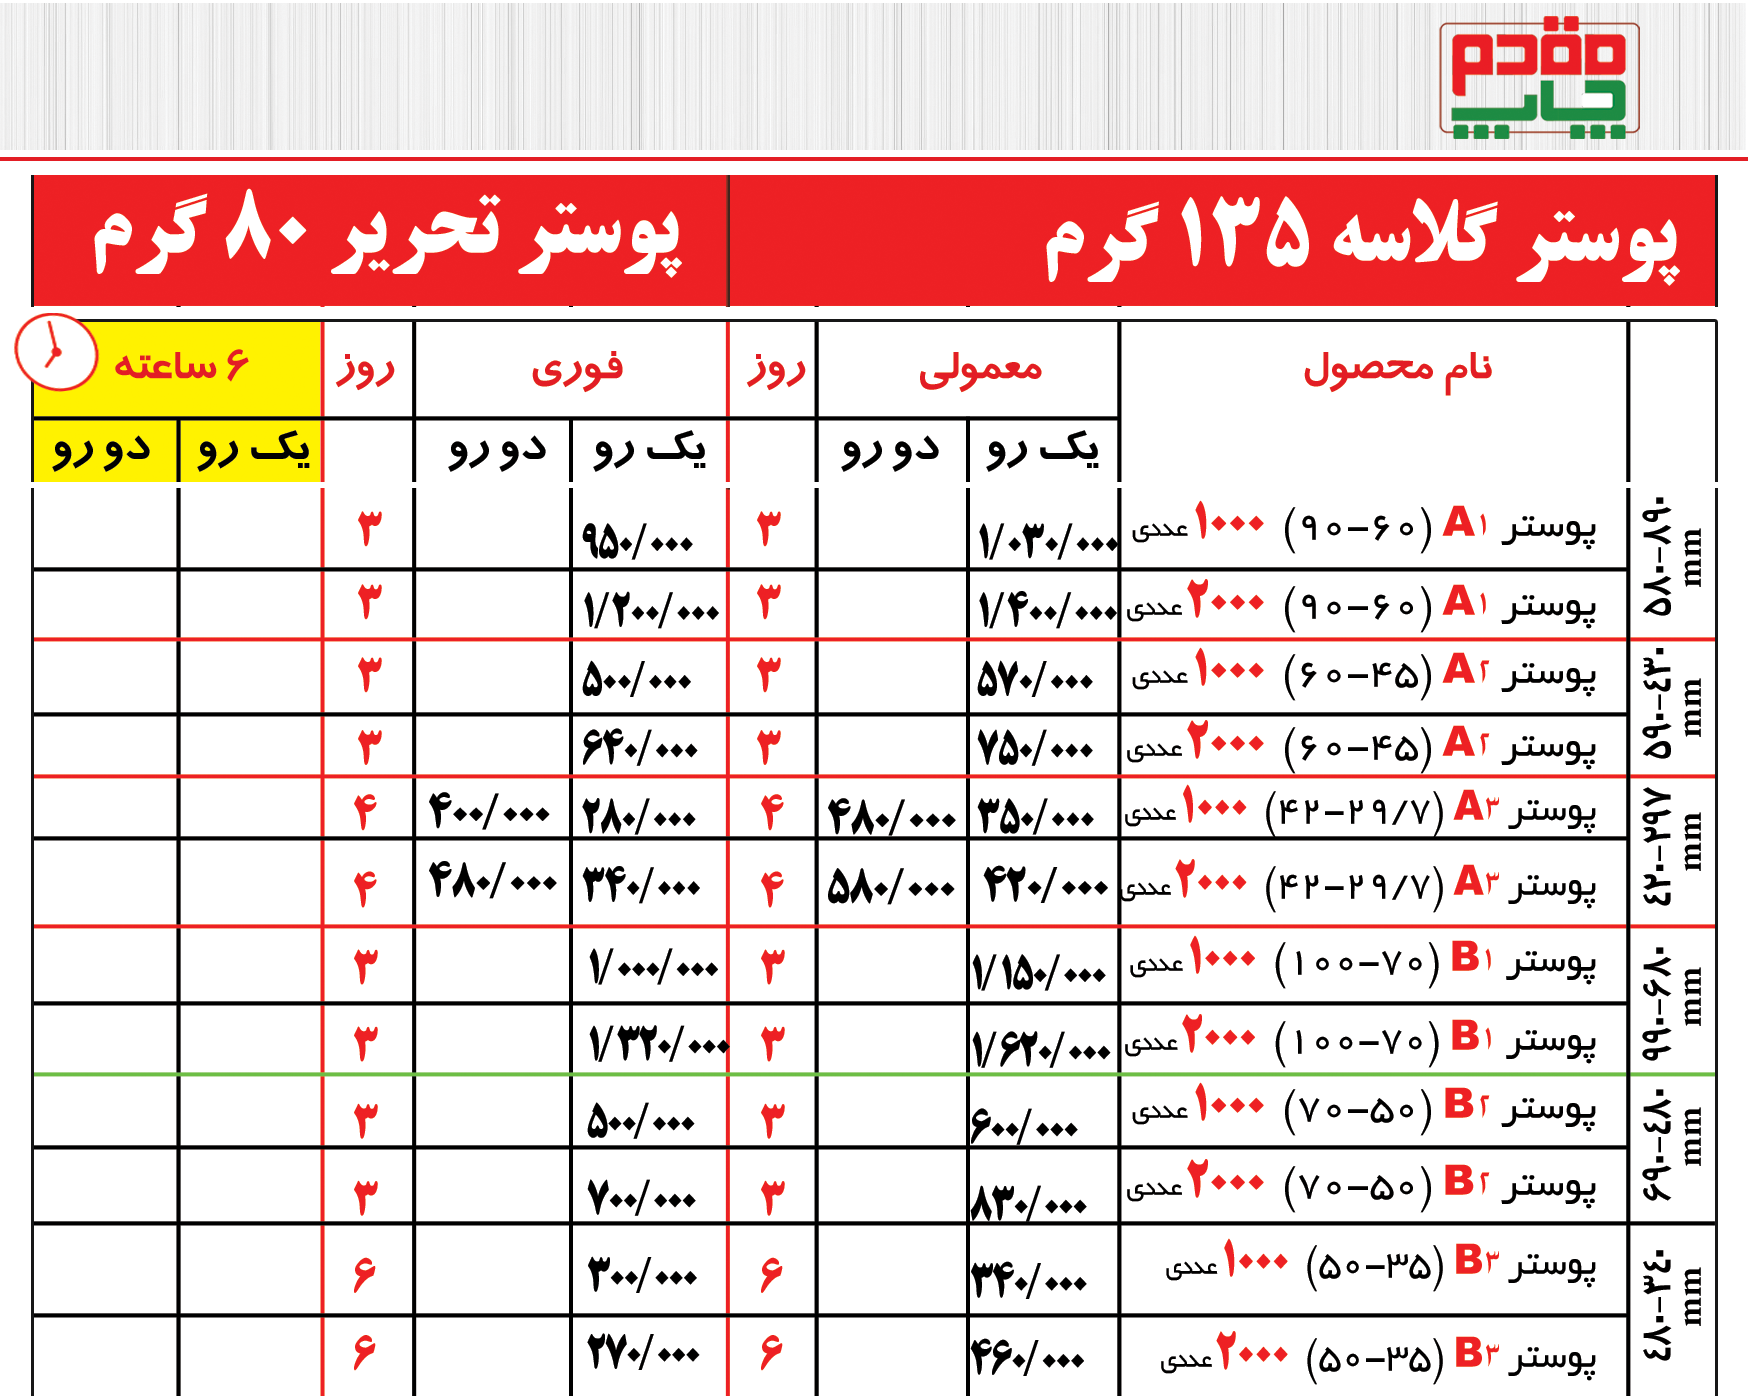 مقدم
چاپ
پوستر گلاسه ۱۳۵ گرم پوستر تحریر ۸۰ گرم
نام محصول معمولی روز فوری روز ۶ ساعته
یک رو دو رو یک رو دو رو یک رو دو رو
۹۷۰-۷۵۰ mm
پوستر A۱ (۹۰-۶۰) ۱۰۰۰ عددی ۱/۰۳۰/۰۰۰ ۳ ۹۵۰/۰۰۰ ۳
پوستر A۱ (۹۰-۶۰) ۲۰۰۰ عددی ۱/۴۰۰/۰۰۰ ۳ ۱/۲۰۰/۰۰۰ ۳
۵۹۰-۴۳۰ mm
پوستر A۲ (۶۰-۴۵) ۱۰۰۰ عددی ۵۷۰/۰۰۰ ۳ ۵۰۰/۰۰۰ ۳
پوستر A۲ (۶۰-۴۵) ۲۰۰۰ عددی ۷۵۰/۰۰۰ ۳ ۶۴۰/۰۰۰ ۳
۴۲۰-۲۹۷ mm
پوستر A۳ (۴۲-۲۹/۷) ۱۰۰۰ عددی ۳۵۰/۰۰۰ ۴۸۰/۰۰۰ ۴ ۲۸۰/۰۰۰ ۴۰۰/۰۰۰ ۴
پوستر A۳ (۴۲-۲۹/۷) ۲۰۰۰ عددی ۴۲۰/۰۰۰ ۵۸۰/۰۰۰ ۴ ۳۴۰/۰۰۰ ۴۸۰/۰۰۰ ۴
۹۹۰-۶۷۰ mm
پوستر B۱ (۱۰۰-۷۰) ۱۰۰۰ عددی ۱/۱۵۰/۰۰۰ ۳ ۱/۰۰۰/۰۰۰ ۳
پوستر B۱ (۱۰۰-۷۰) ۲۰۰۰ عددی ۱/۶۲۰/۰۰۰ ۳ ۱/۳۲۰/۰۰۰ ۳
۶۹۰-۴۷۰ mm
پوستر B۲ (۷۰-۵۰) ۱۰۰۰ عددی ۶۰۰/۰۰۰ ۳ ۵۰۰/۰۰۰ ۳
پوستر B۲ (۷۰-۵۰) ۲۰۰۰ عددی ۸۳۰/۰۰۰ ۳ ۷۰۰/۰۰۰ ۳
۴۷۰-۳۴۰ mm
پوستر B۳ (۵۰-۳۵) ۱۰۰۰ عددی ۳۴۰/۰۰۰ ۶ ۳۰۰/۰۰۰ ۶
پوستر B۳ (۵۰-۳۵) ۲۰۰۰ عددی ۴۶۰/۰۰۰ ۶ ۲۷۰/۰۰۰ ۶